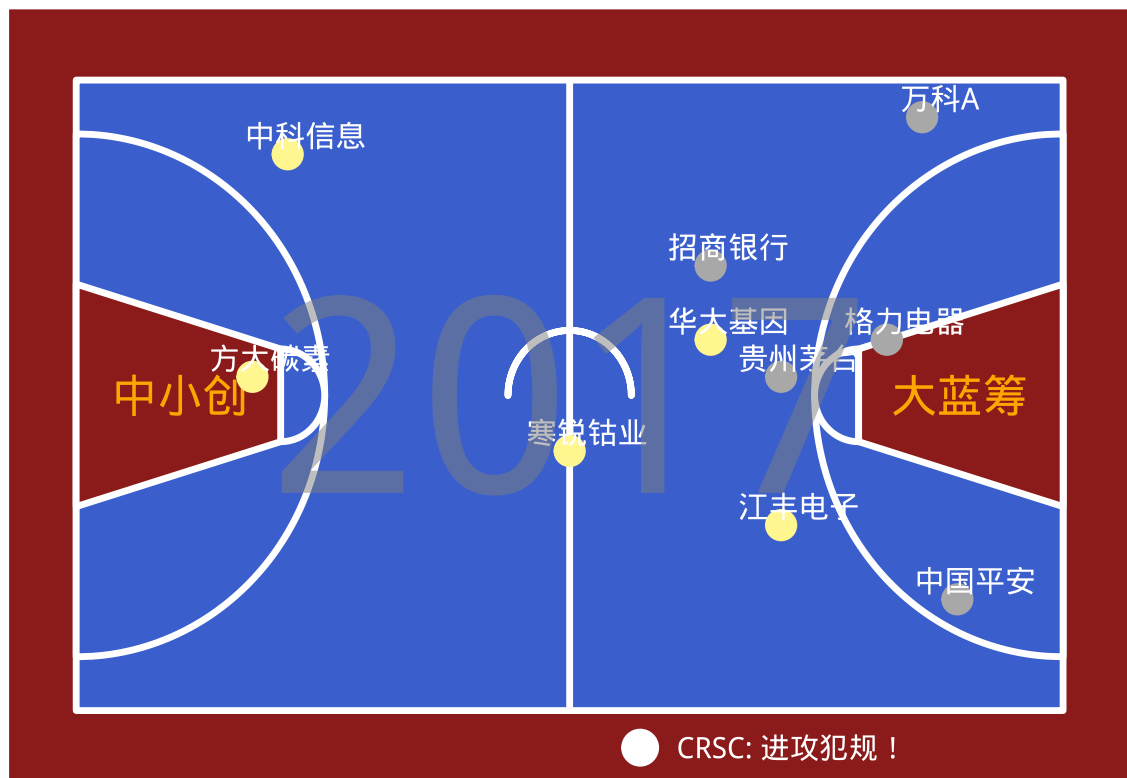 万科A
中科信息
招商银行
华大基因
格力电器
方大碳素
贵州茅台
中小创
大蓝筹
2017
寒锐钴业
江丰电子
中国平安
CRSC: 进攻犯规！